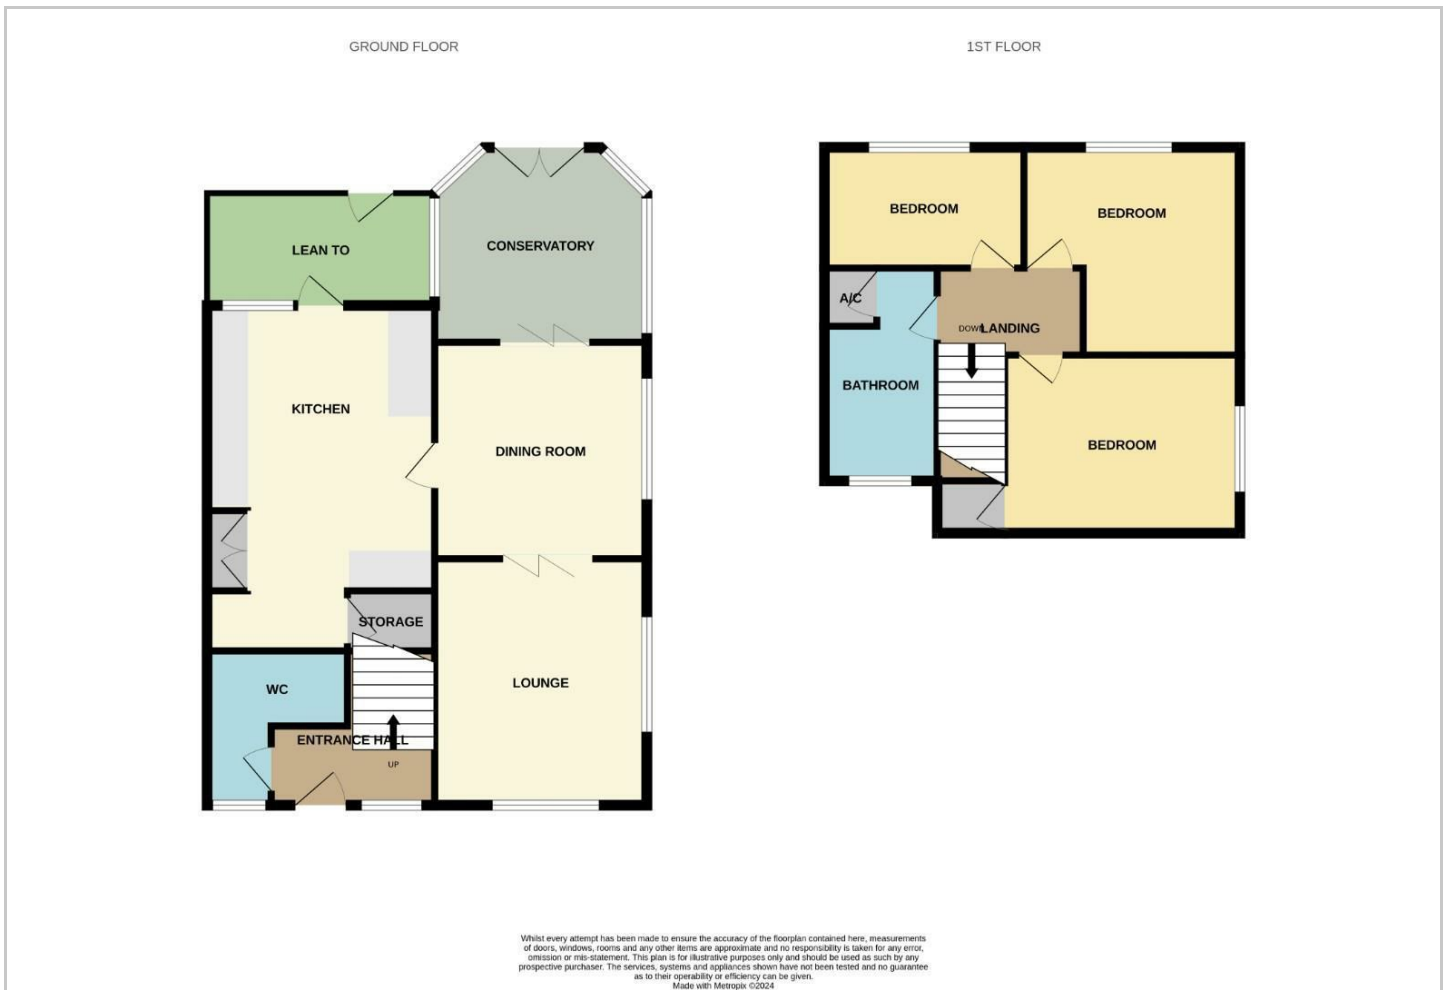 GROUND FLOOR
1ST FLOOR
LEAN TO
CONSERVATORY
KITCHEN
DINING ROOM
STORAGE
WC
LOUNGE
ENTRANCE HALL
UP
BEDROOM
BEDROOM
A/C
DOWN
LANDING
BATHROOM
BEDROOM
Whilst every attempt has been made to ensure the accuracy of the floorplan contained here, measurements
of doors, windows, rooms and any other items are approximate and no responsibility is taken for any error,
omission or mis-statement. This plan is for illustrative purposes only and should be used as such by any
prospective purchaser. The services, systems and appliances shown have not been tested and no guarantee
as to their operability or efficiency can be given.
Made with Metropix ©2024